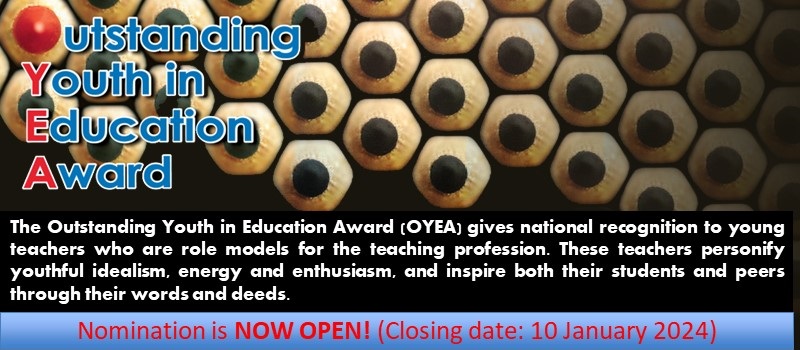 Outstanding
Youth in
Education
Award
The Outstanding Youth in Education Award (OYEA) gives national recognition to young
teachers who are role models for the teaching profession. These teachers personify
youthful idealism, energy and enthusiasm, and inspire both their students and peers
through their words and deeds.
Nomination is NOW OPEN! (Closing date: 10 January 2024)